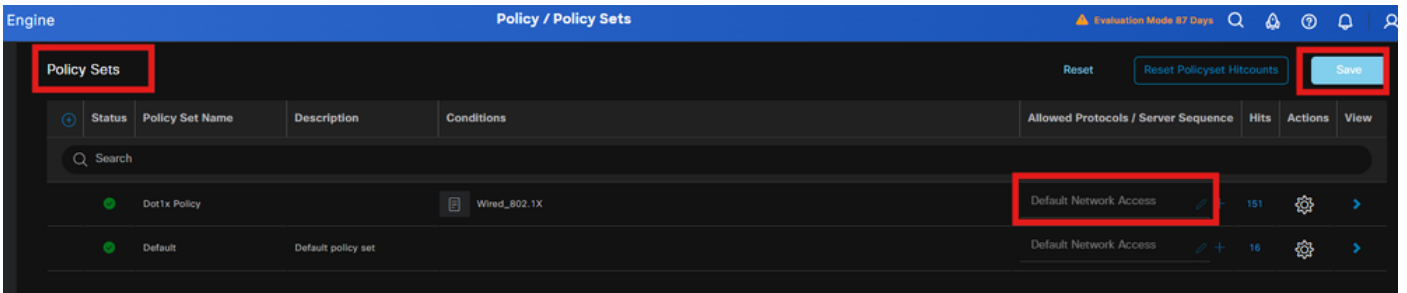 Engine Policy / Policy Sets Evaluation Mode 87 Days
Policy Sets Reset Reset Policyset Hitcounts Save
Status Policy Set Name Description Conditions Allowed Protocols / Server Sequence Hits Actions View
Search
Dot1x Policy Wired_802.1X Default Network Access 151
Default Default policy set Default Network Access 16